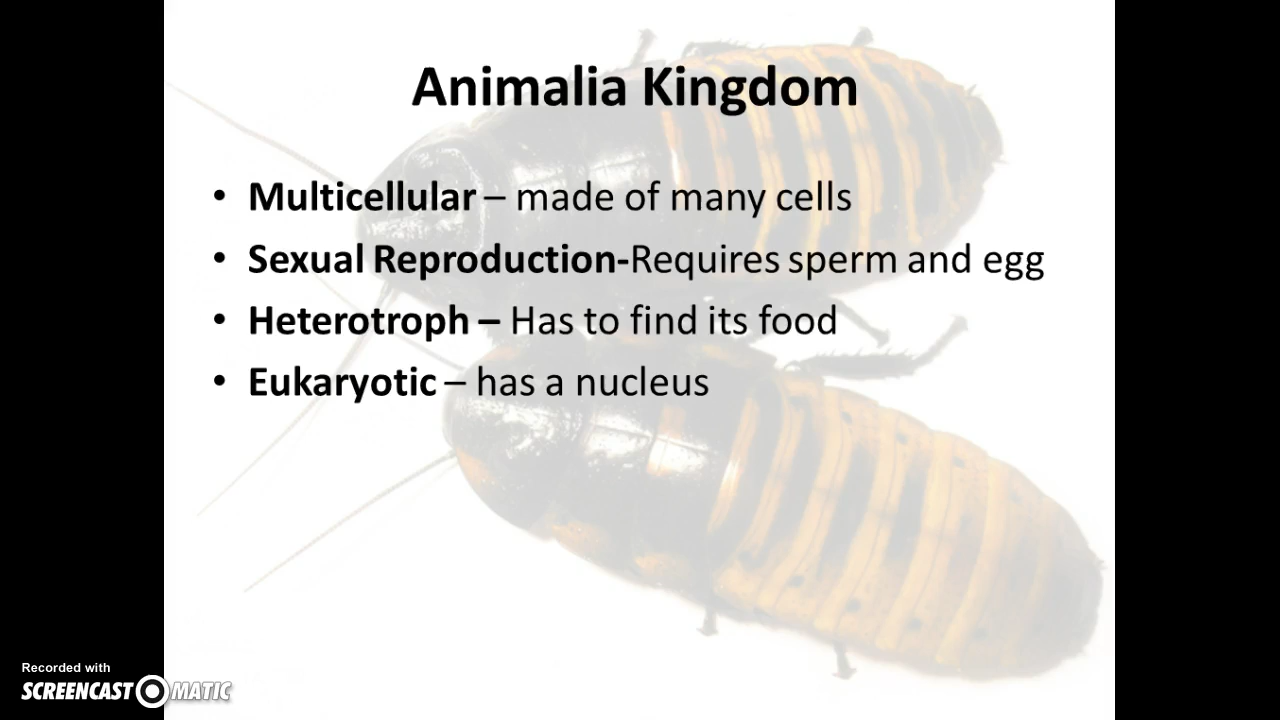 Animalia Kingdom
• Multicellular – made of many cells
• Sexual Reproduction-Requires sperm and egg
• Heterotroph – Has to find its food
• Eukaryotic – has a nucleus
Recorded with
SCREENCAST MATIC